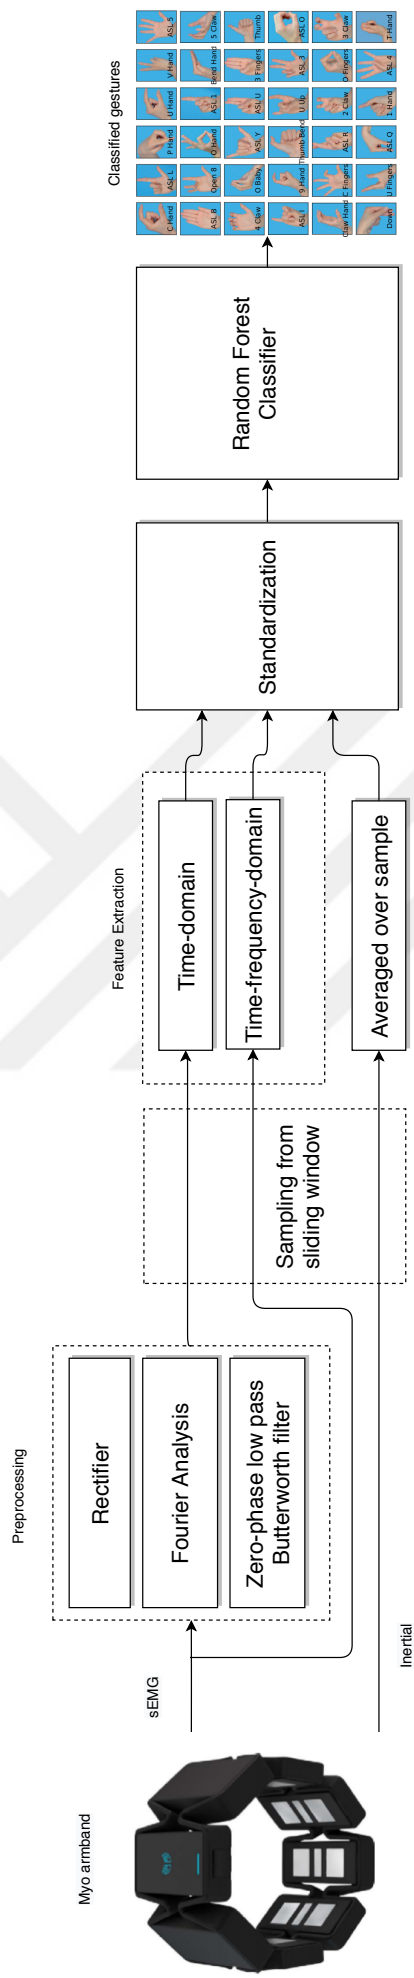 Myo armband
sEMG
Inertial
Preprocessing
Rectifier
Fourier Analysis
Zero-phase low pass
Butterworth filter
Sampling from
sliding window
Feature Extraction
Time-domain
Time-frequency-domain
Averaged over sample
Standardization
Random Forest
Classifier
Classified gestures
C Hand ASL L P Hand U Hand V Hand ASL 5
ASL B Open B O Hand ASL 1 Bend Hand 5 Claw
4 Claw O Baby ASL Y ASL U 3 Fingers Thumb
ASL I 9 Hand Thumb Bend U Up ASL 3 ASL O
Claw Hand C Fingers ASL R 2 Claw O Fingers 3 Claw
Down U Fingers ASL Q 1 Hand ASL 4 T Hand